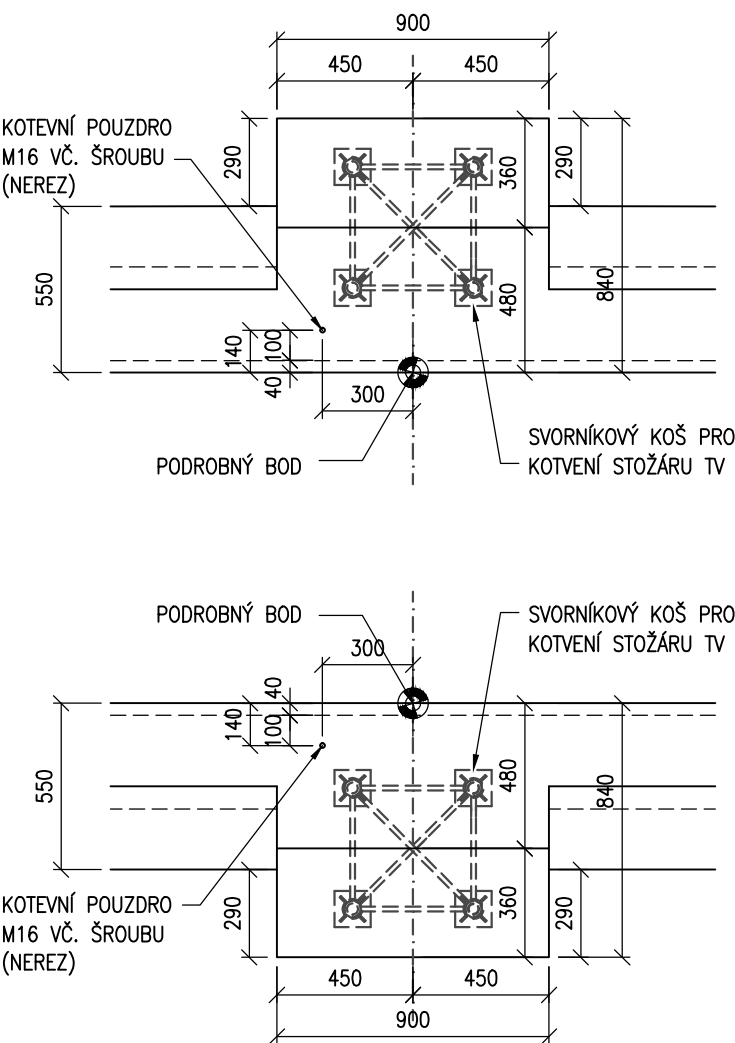 900
450
450
KOTEVNÍ POUZDRO
M16 VČ. ŠROUBU
(NEREZ)
290
360
290
550
480
840
140
100
40
300
PODROBNÝ BOD
SVORNÍKOVÝ KOŠ PRO
KOTVENÍ STOŽÁRU TV
PODROBNÝ BOD
SVORNÍKOVÝ KOŠ PRO
KOTVENÍ STOŽÁRU TV
300
40
140
100
550
480
840
KOTEVNÍ POUZDRO
M16 VČ. ŠROUBU
(NEREZ)
290
360
290
450
450
900